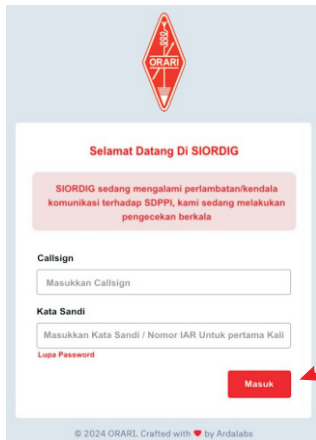 ORARI
Selamat Datang Di SIORDIG
SIORDIG sedang mengalami perlambatan/kendala
komunikasi terhadap SDPPI, kami sedang melakukan
pengecekan berkala
Callsign
Masukkan Callsign
Kata Sandi
Masukkan Kata Sandi / Nomor IAR Untuk pertama Kali
Lupa Password
Masuk
© 2024 ORARI. Crafted with ❤ by Ardalabs